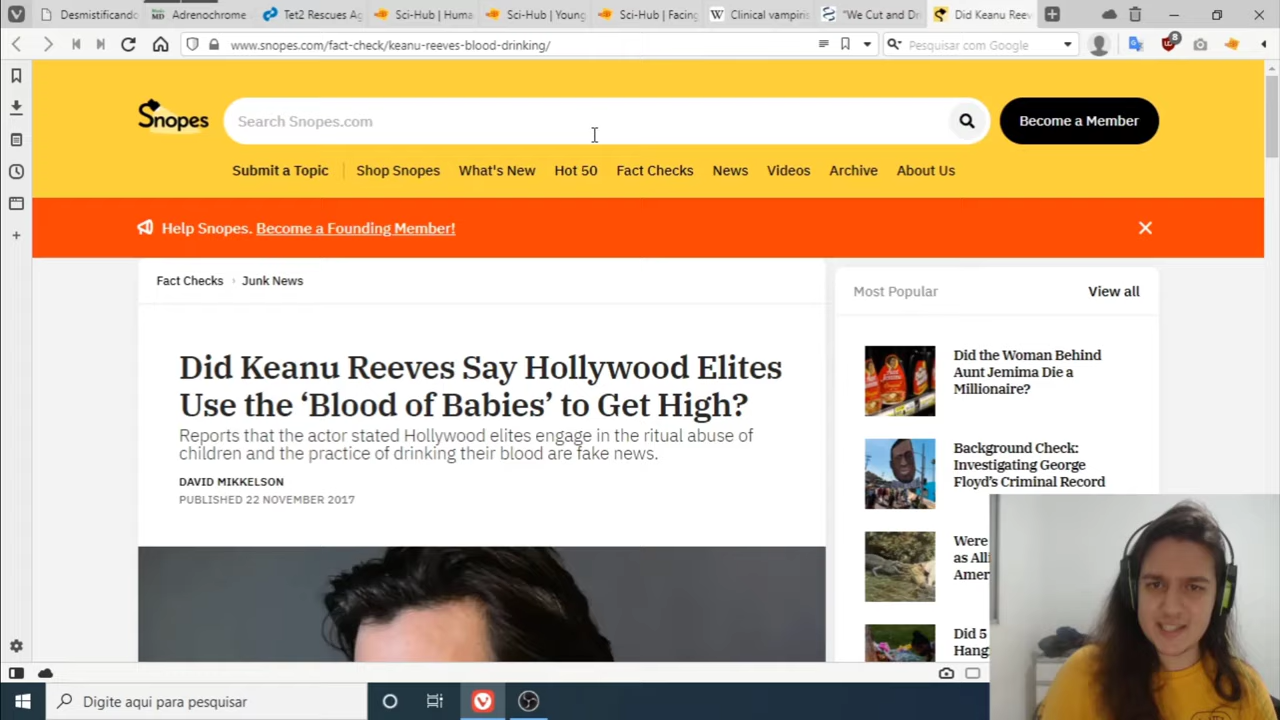 Desmistificando
Adrenochrome
Tet2 Rescues Ag
Sci-Hub | Huma
Sci-Hub | Young
Sci-Hub | Facing
Clinical vampiris
"We Cut and Dri
Did Keanu Reev
www.snopes.com/fact-check/keanu-reeves-blood-drinking/
Pesquisar com Google
8
Snopes
Search Snopes.com
Become a Member
Submit a Topic
Shop Snopes
What's New
Hot 50
Fact Checks
News
Videos
Archive
About Us
Help Snopes. Become a Founding Member!
Fact Checks › Junk News
Did Keanu Reeves Say Hollywood Elites
Use the ‘Blood of Babies’ to Get High?
Reports that the actor stated Hollywood elites engage in the ritual abuse of
children and the practice of drinking their blood are fake news.
DAVID MIKKELSON
PUBLISHED 22 NOVEMBER 2017
Most Popular
View all
Did the Woman Behind
Aunt Jemima Die a
Millionaire?
Background Check:
Investigating George
Floyd’s Criminal Record
Were
as Alli
Amer
Did 5
Hang
Digite aqui para pesquisar